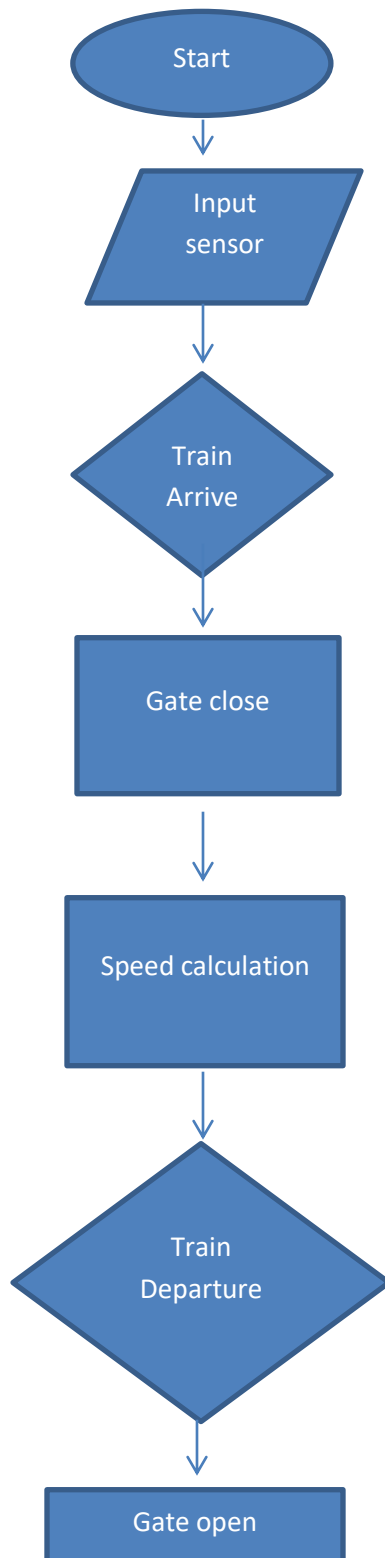 Start
Input
sensor
Train
Arrive
Gate close
Speed calculation
Train
Departure
Gate open